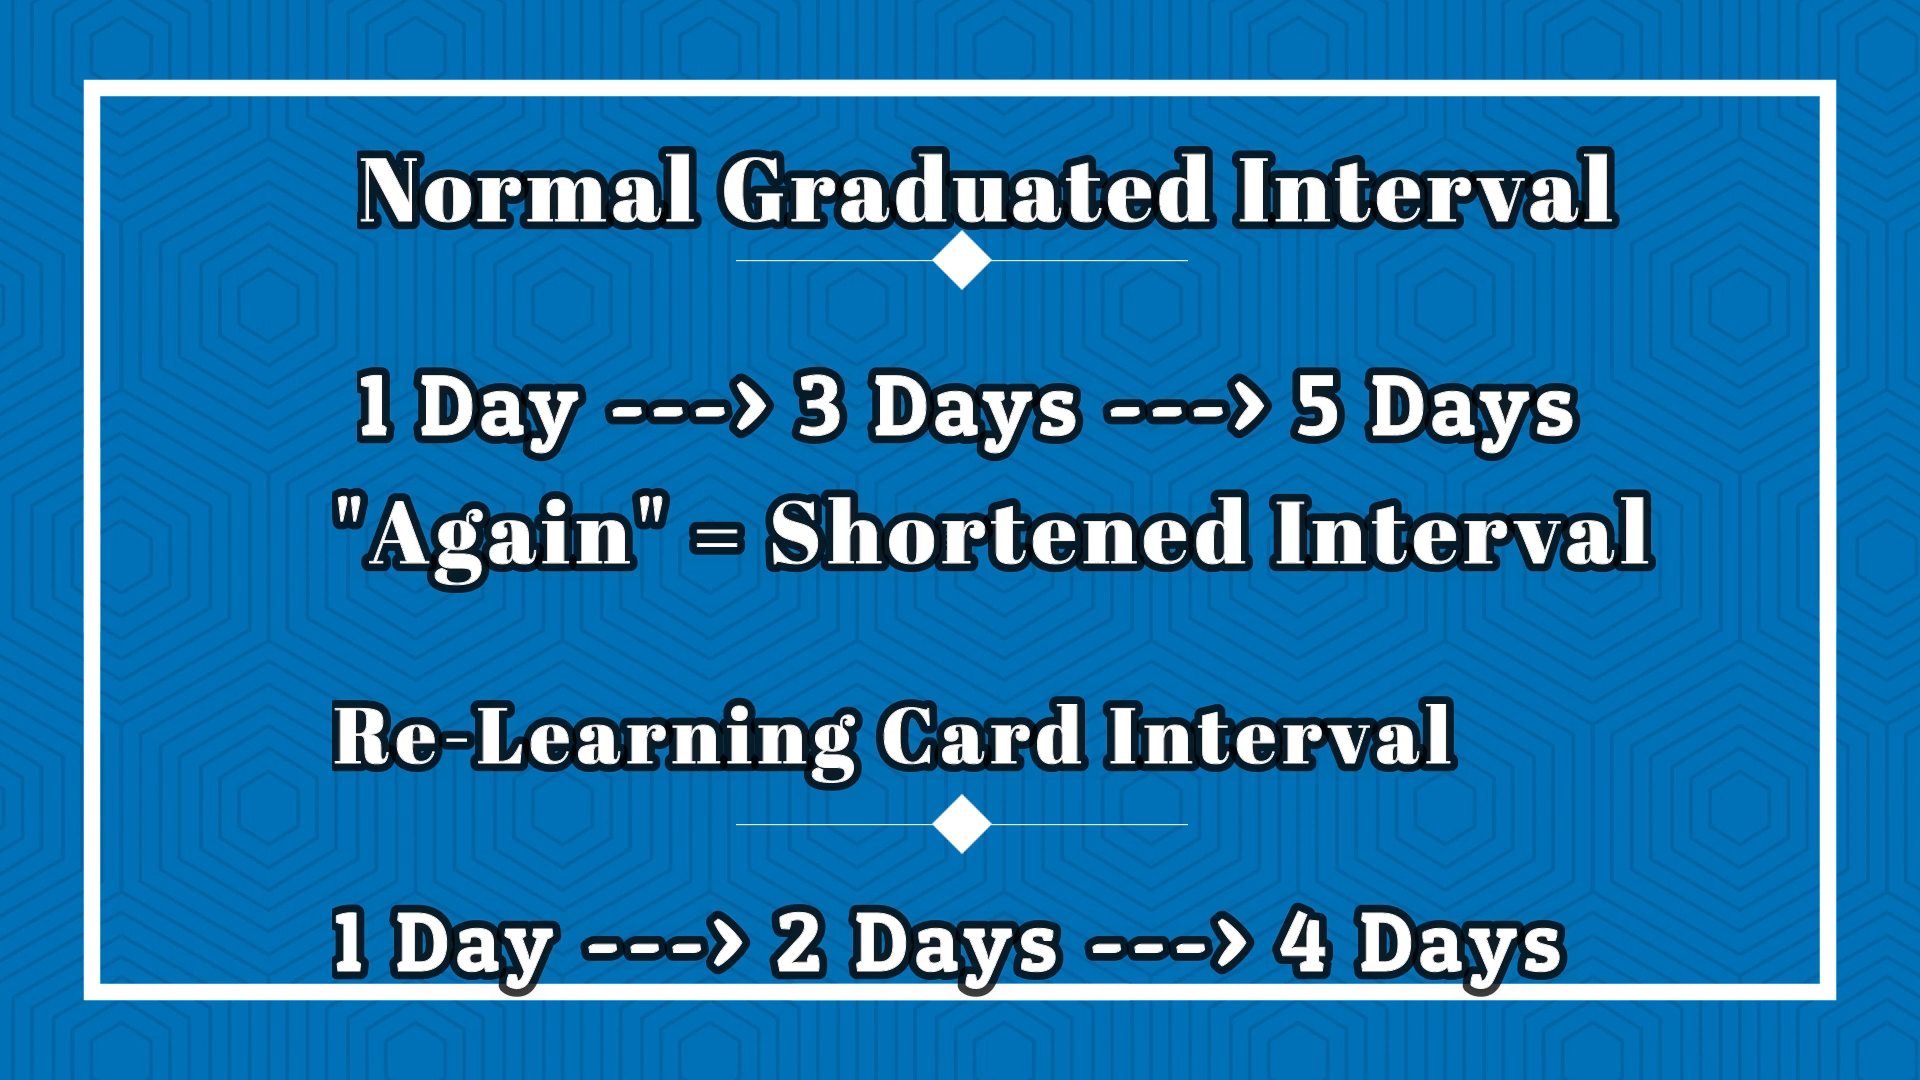 Normal Graduated Interval
1 Day ---> 3 Days ---> 5 Days
"Again" = Shortened Interval
Re-Learning Card Interval
1 Day ---> 2 Days ---> 4 Days